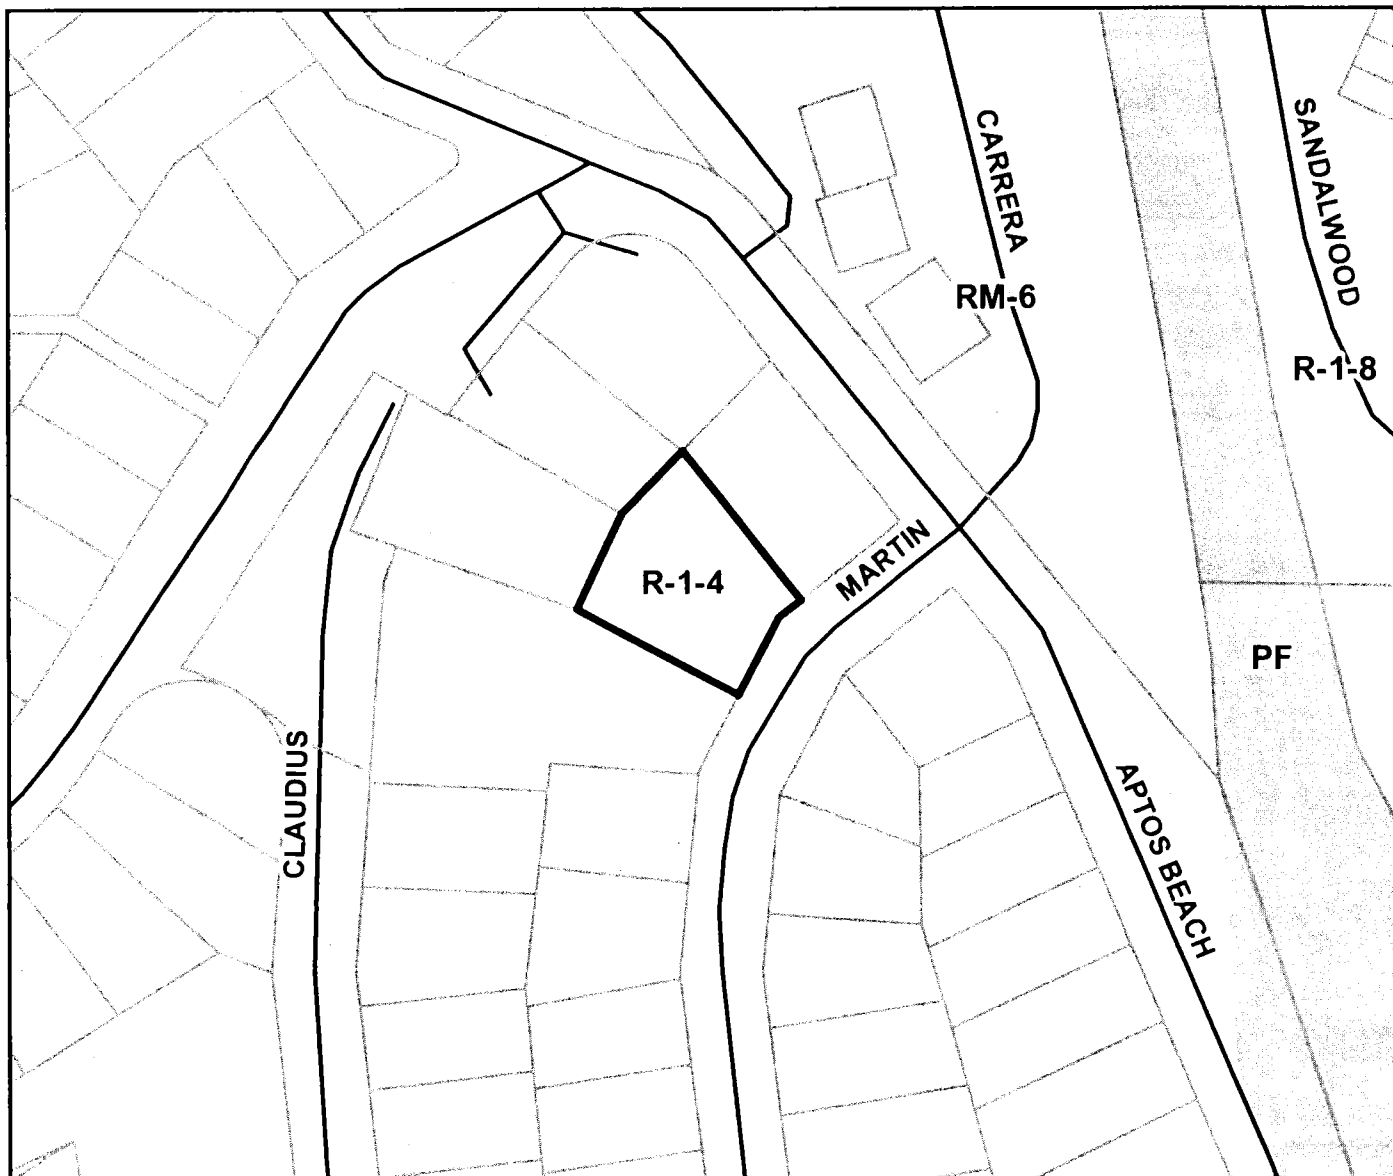 CARRERA
SANDALWOOD
RM-6
R-1-8
MARTIN
R-1-4
PF
CLAUDIUS
APTOS BEACH